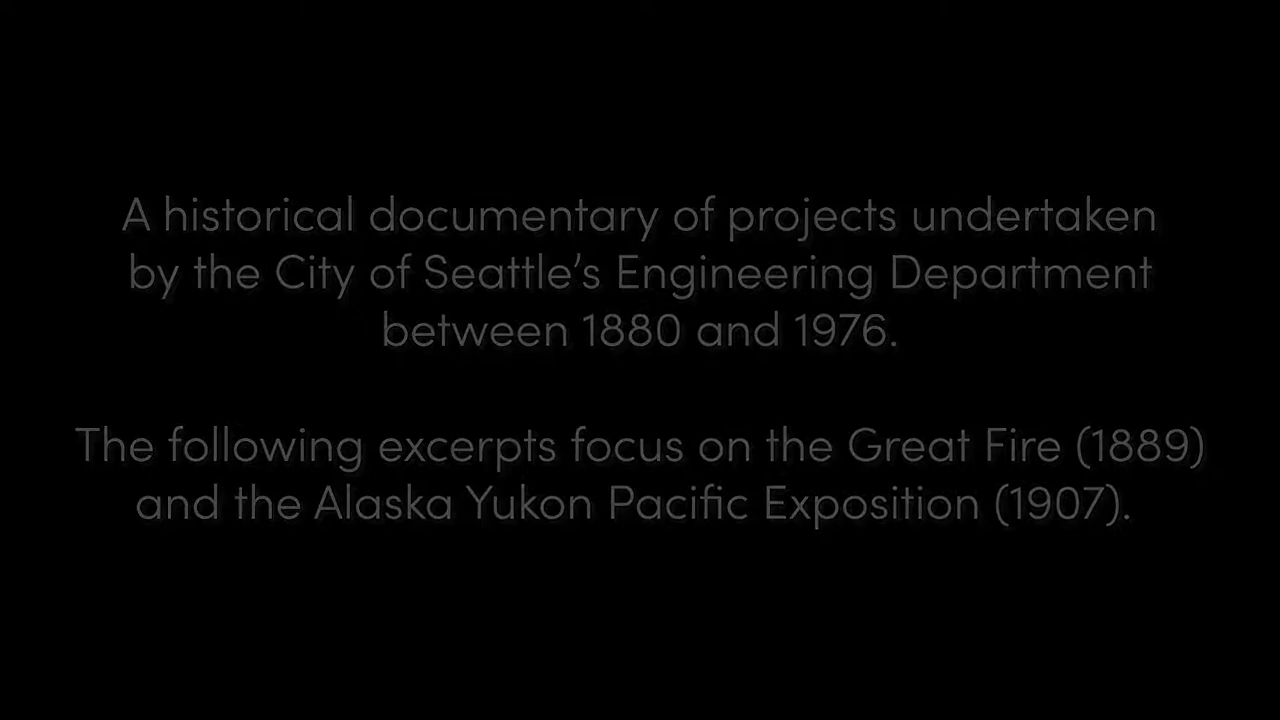 A historical documentary of projects undertaken
by the City of Seattle’s Engineering Department
between 1880 and 1976.
The following excerpts focus on the Great Fire (1889)
and the Alaska Yukon Pacific Exposition (1907).